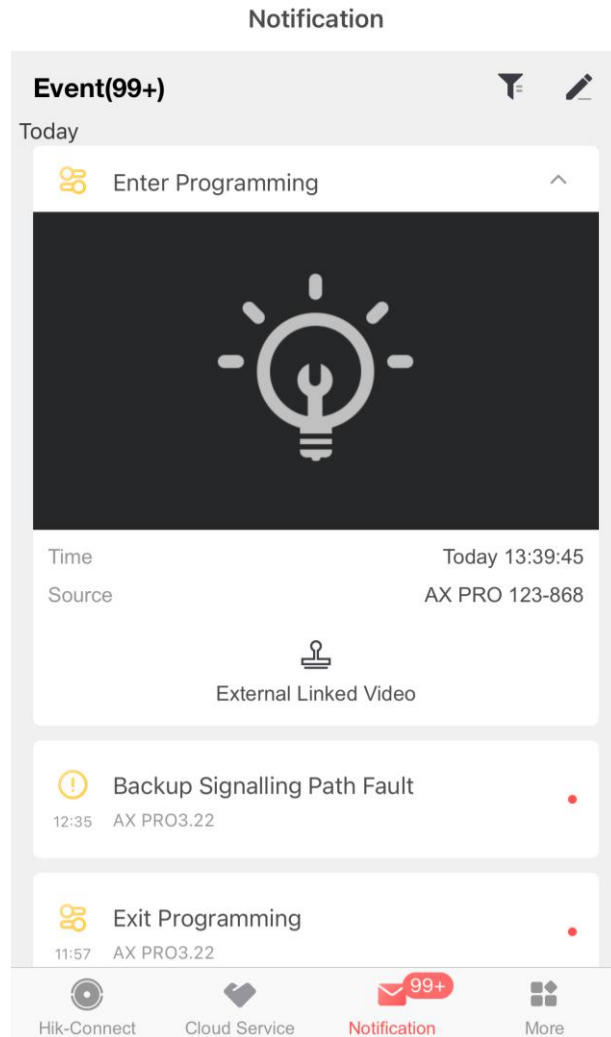 Notification
Event(99+)
Today
Enter Programming
Time Today 13:39:45
Source AX PRO 123-868
External Linked Video
Backup Signalling Path Fault
12:35 AX PRO3.22
Exit Programming
11:57 AX PRO3.22
99+
Hik-Connect Cloud Service Notification More